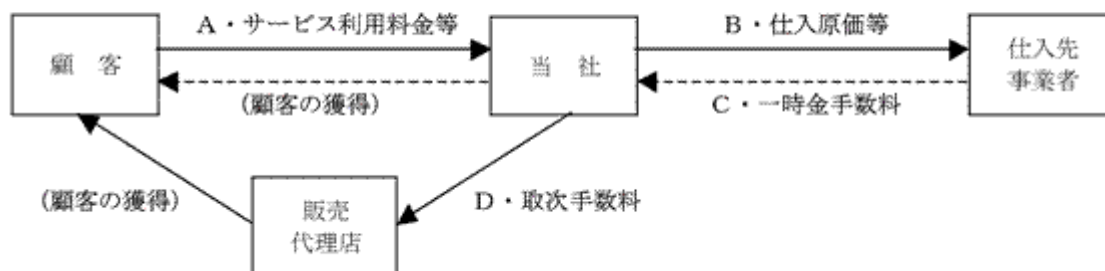 A・サービス利用料金等
B・仕入原価等
顧 客
当 社
仕入先
事業者
(顧客の獲得)
C・一時金手数料
(顧客の獲得)
D・取次手数料
販売
代理店